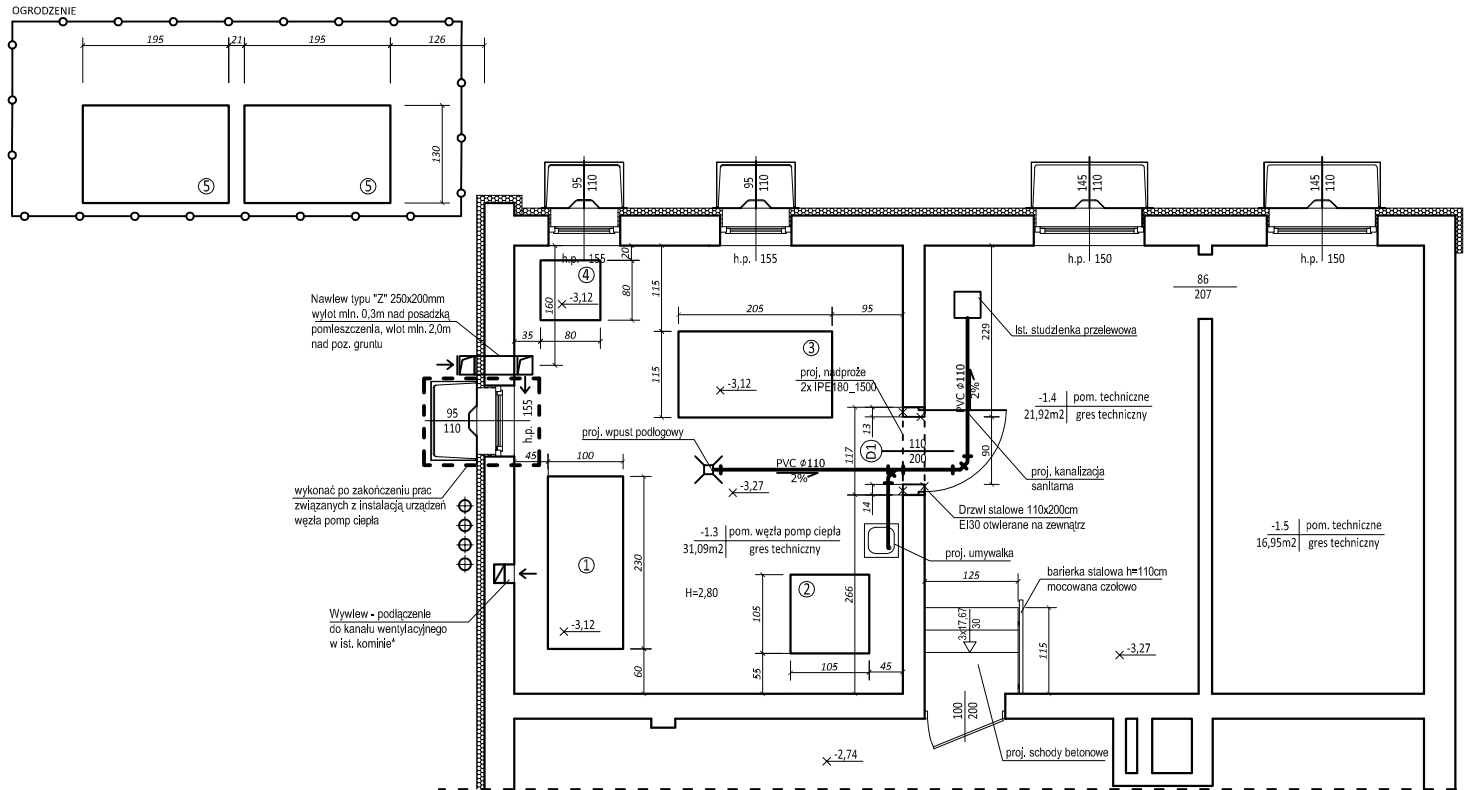 OGRODZENIE
195
21
195
126
130
5
5
95
110
95
110
145
110
145
110
h.p. 155
h.p. 155
h.p. 150
h.p. 150
20
4
-3,12
160
80
35
80
115
205
95
3
-3,12
115
86
207
Nawlew typu "Z" 250x200mm
wylot mln. 0,3m nad posadzką
pomleszczenla, wlot mln. 2,0m
nad poz. gruntu
229
Ist. studzlenka przelewowa
proj. nadproże
2x IPE180_1500
PVC ø110
2%
-1.4 pom. techniczne
21,92m2 gres techniczny
95
110
h.p. 155
45
100
proj. wpust podłogowy
13
117
D1
110
200
90
14
PVC ø110
2%
-3,27
proj. kanalizacja
sanltarna
wykonać po zakończeniu prac
związanych z instalacją urządzeń
węzła pomp ciepła
Drzwl stalowe 110x200cm
EI30 otwlerane na zewnątrz
-1.3 pom. węzła pomp ciepła
31,09m2 gres techniczny
proj. umywalka
-1.5 pom. techniczne
16,95m2 gres techniczny
1
230
H=2,80
2
105
266
125
barierka stalowa h=110cm
mocowana czołowo
Wywlew - podłączenie
do kanału wentylacyjnego
w ist. kominie*
-3,12
60
55
105
45
3x17,67
30
115
-3,27
100
200
proj. schody betonowe
-2,74